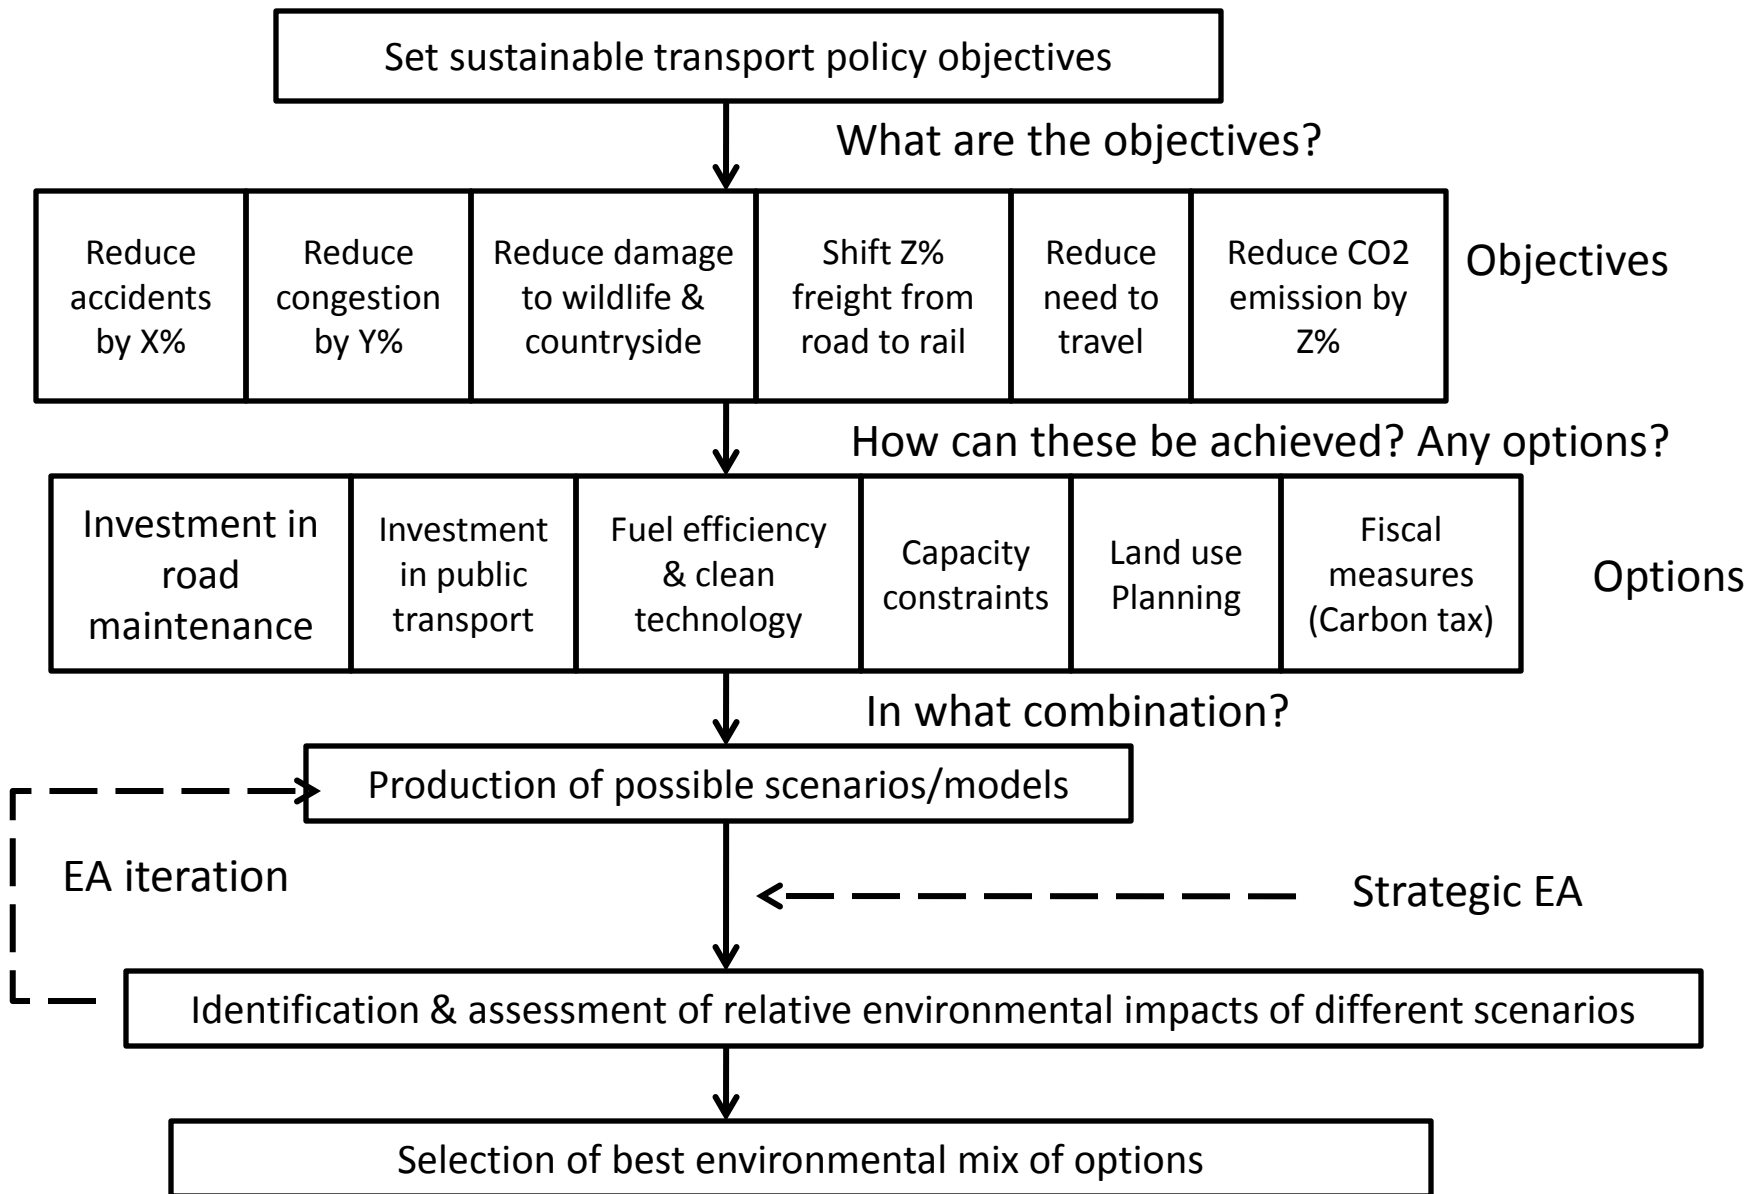 Set sustainable transport policy objectives
What are the objectives?
Reduce
accidents
by X%
Reduce
congestion
by Y%
Reduce damage
to wildlife &
countryside
Shift Z%
freight from
road to rail
Reduce
need to
travel
Reduce CO2
emission by
Z%
Objectives
How can these be achieved? Any options?
Investment in
road
maintenance
Investment
in public
transport
Fuel efficiency
& clean
technology
Capacity
constraints
Land use
Planning
Fiscal
measures
(Carbon tax)
Options
In what combination?
Production of possible scenarios/models
EA iteration
Strategic EA
Identification & assessment of relative environmental impacts of different scenarios
Selection of best environmental mix of options